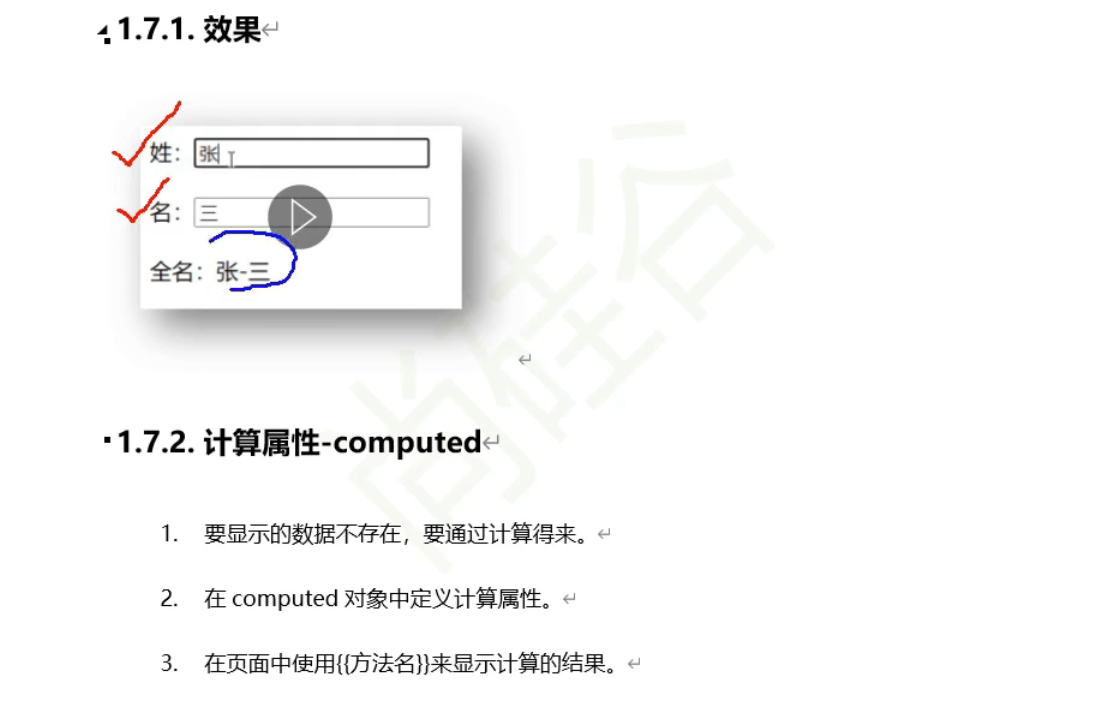 1.7.1. 效果
姓：张
名：三
全名：张-三
尚硅谷
1.7.2. 计算属性-computed
1. 要显示的数据不存在，要通过计算得来。
2. 在 computed 对象中定义计算属性。
3. 在页面中使用{{方法名}}来显示计算的结果。